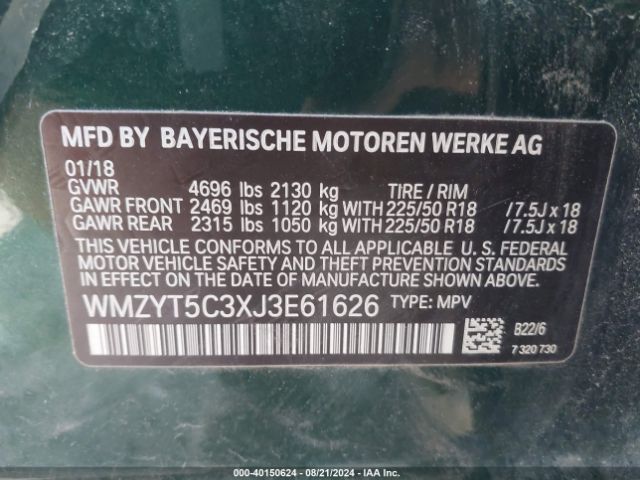 MFD BY BAYERISCHE MOTOREN WERKE AG
01/18
GVWR 4696 lbs 2130 kg TIRE / RIM
GAWR FRONT 2469 lbs 1120 kg WITH 225/50 R18 /7.5J x 18
GAWR REAR 2315 lbs 1050 kg WITH 225/50 R18 /7.5J x 18
THIS VEHICLE CONFORMS TO ALL APPLICABLE U. S. FEDERAL
MOTOR VEHICLE SAFETY, BUMPER, AND THEFT PREVENTION STANDARDS
IN EFFECT ON THE DATE OF MANUFACTURE SHOWN ABOVE.
WMZYT5C3XJ3E61626 TYPE: MPV
B22/6
7 320 730
000-40150624 - 08/21/2024 - IAAI.COM